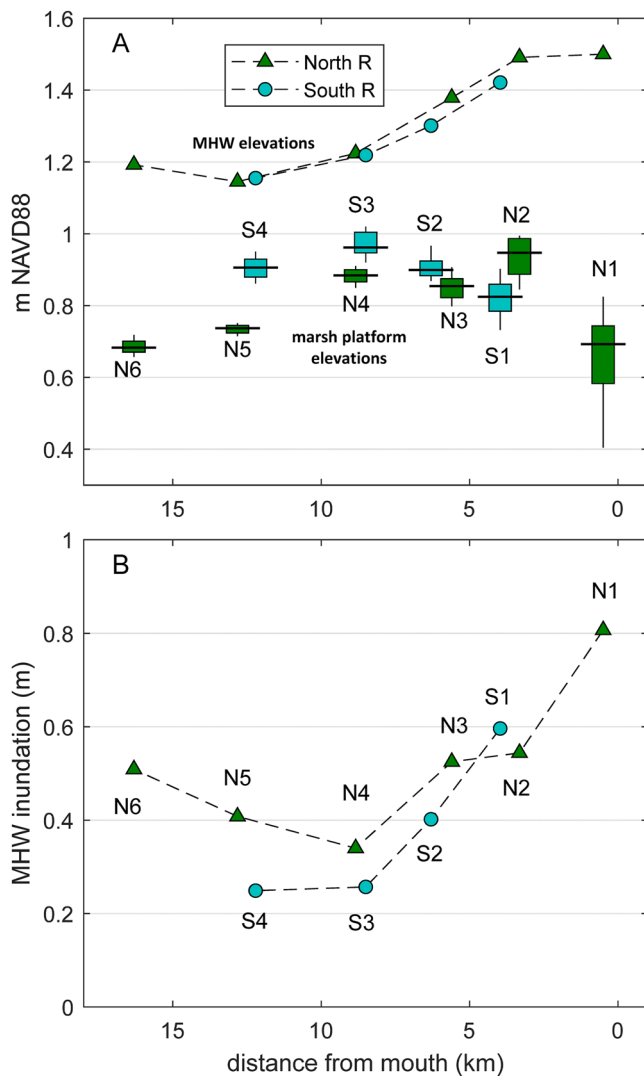 A
North R
South R
MHW elevations
S4
S3
S2
N2
N1
N4
N3
S1
N5
N6
marsh platform
elevations
m NAVD88
1.6
1.4
1.2
1
0.8
0.6
0.4
15
10
5
0
B
N1
S1
N3
N5
N4
N6
N2
S2
S4
S3
MHW inundation (m)
1
0.8
0.6
0.4
0.2
0
15
10
5
0
distance from mouth (km)